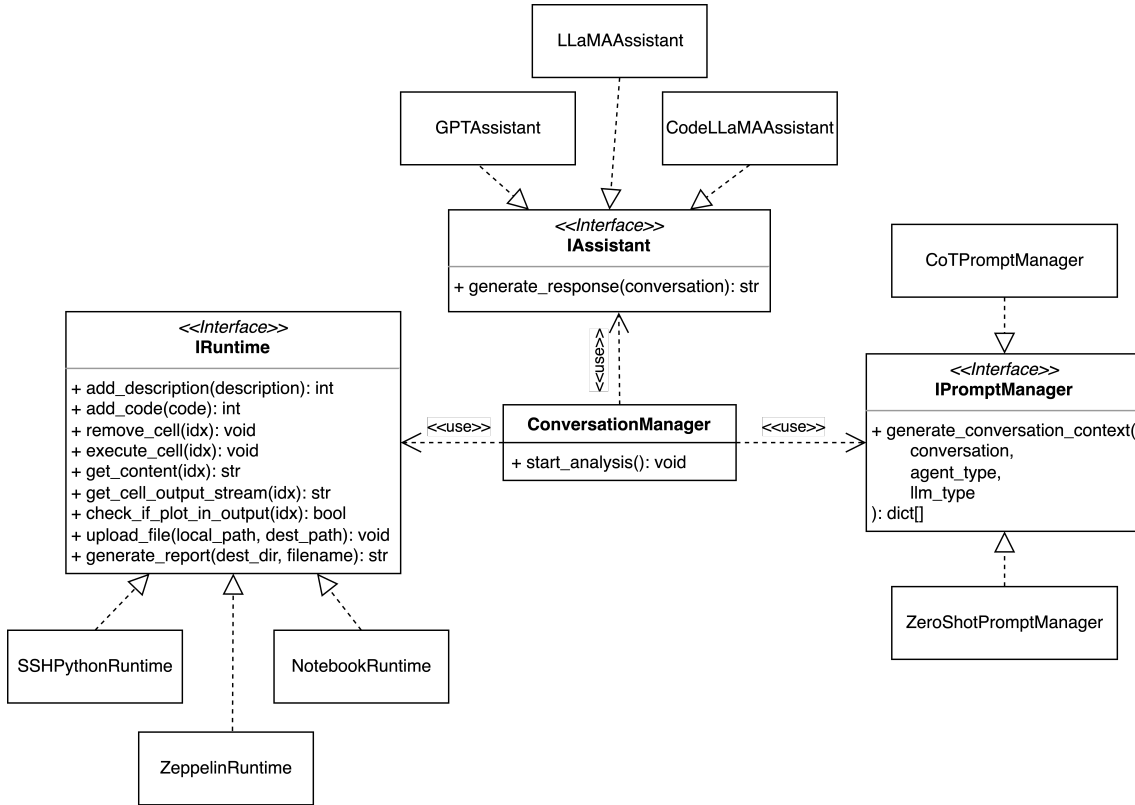 LLaMAAssistant
GPTAssistant
CodeLLaMAAssistant
<<Interface>>
IAssistant
+ generate_response(conversation): str
CoTPromptManager
<<Interface>>
IRuntime
+ add_description(description): int
+ add_code(code): int
+ remove_cell(idx): void
+ execute_cell(idx): void
+ get_content(idx): str
+ get_cell_output_stream(idx): str
+ check_if_plot_in_output(idx): bool
+ upload_file(local_path, dest_path): void
+ generate_report(dest_dir, filename): str
<<use>>
<<use>>
ConversationManager
+ start_analysis(): void
<<use>>
<<Interface>>
IPromptManager
+ generate_conversation_context(
conversation,
agent_type,
llm_type
): dict[]
SSHPythonRuntime
NotebookRuntime
ZeppelinRuntime
ZeroShotPromptManager